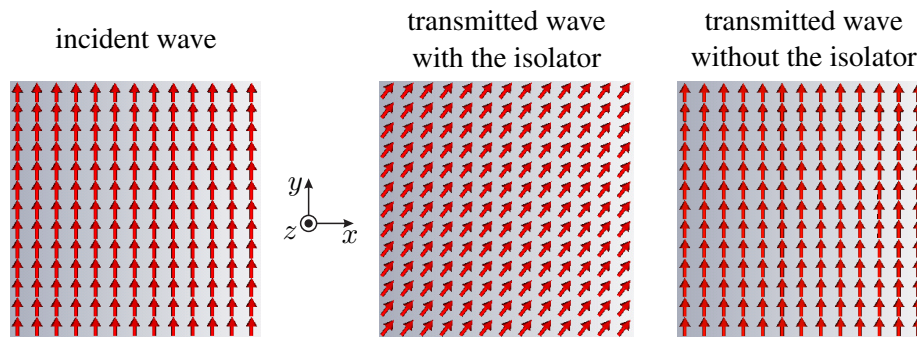 incident wave
transmitted wave
with the isolator
transmitted wave
without the isolator
y
z
x